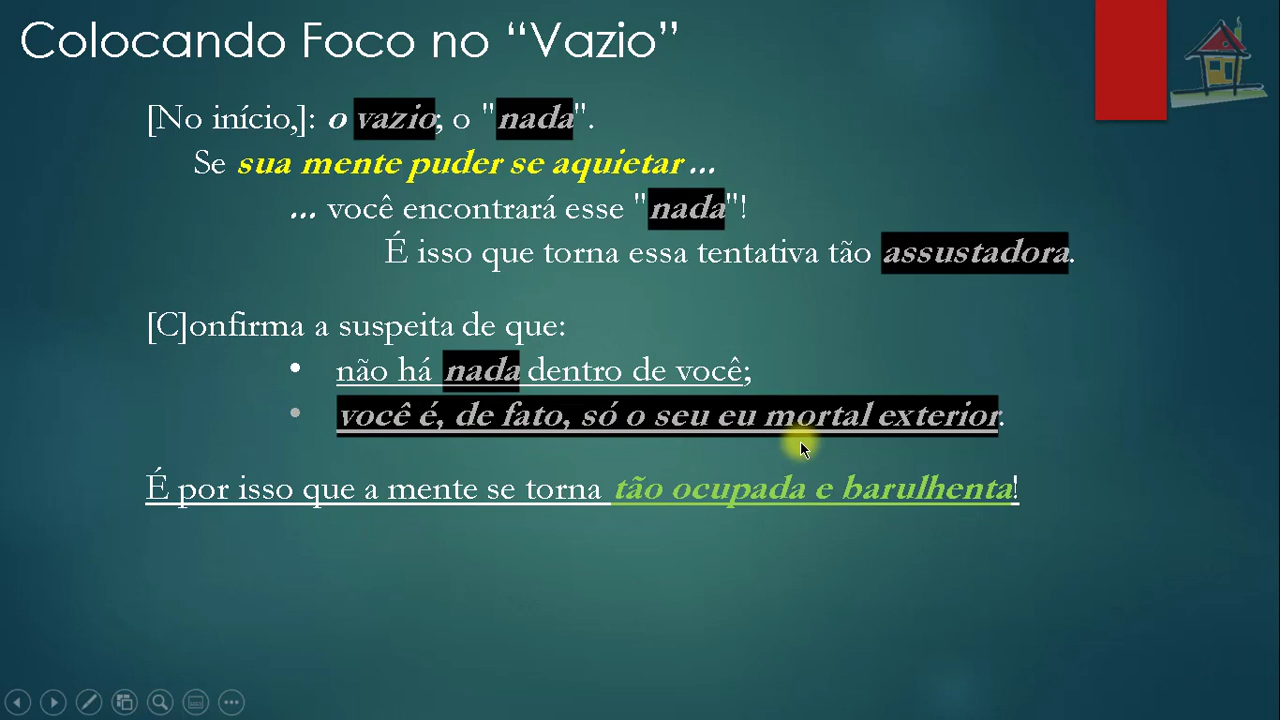 Colocando Foco no “Vazio”
[No início,]: o vazio; o "nada".
Se sua mente puder se aquietar ...
... você encontrará esse "nada"!
É isso que torna essa tentativa tão assustadora.
[C]onfirma a suspeita de que:
• não há nada dentro de você;
• você é, de fato, só o seu eu mortal exterior.
É por isso que a mente se torna tão ocupada e barulhenta!